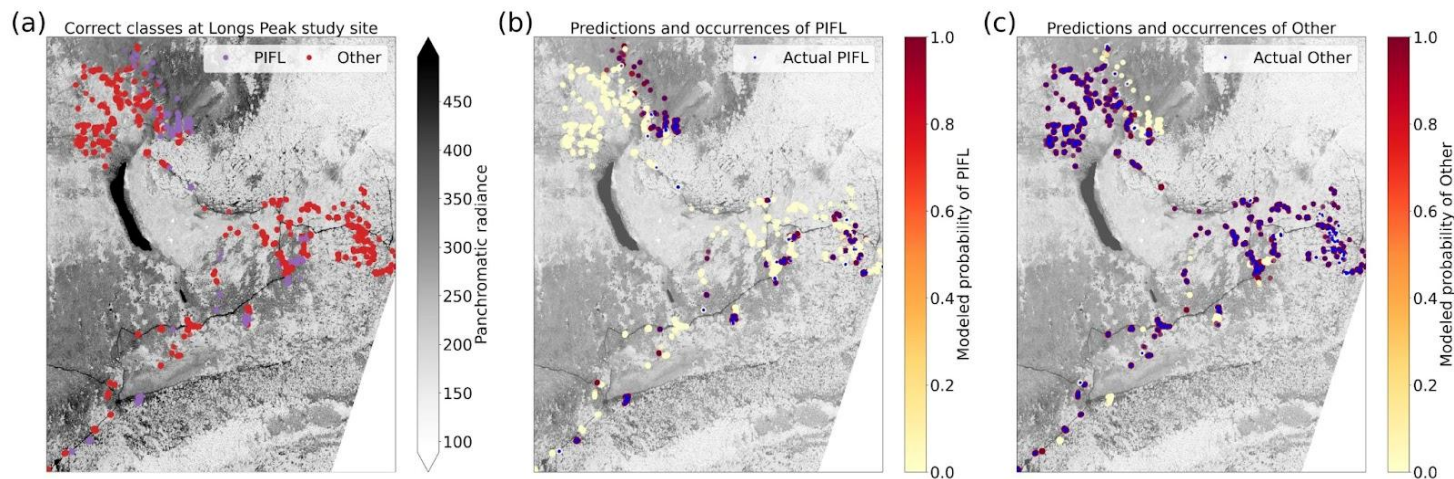 (a) Correct classes at Longs Peak study site
PIFL Other
450
400
350
300
250
200
150
100
Panchromatic radiance
(b) Predictions and occurrences of PIFL
Actual PIFL
1.0
0.8
0.6
0.4
0.2
0.0
Modeled probability of PIFL
(c) Predictions and occurrences of Other
Actual Other
1.0
0.8
0.6
0.4
0.2
0.0
Modeled probability of Other